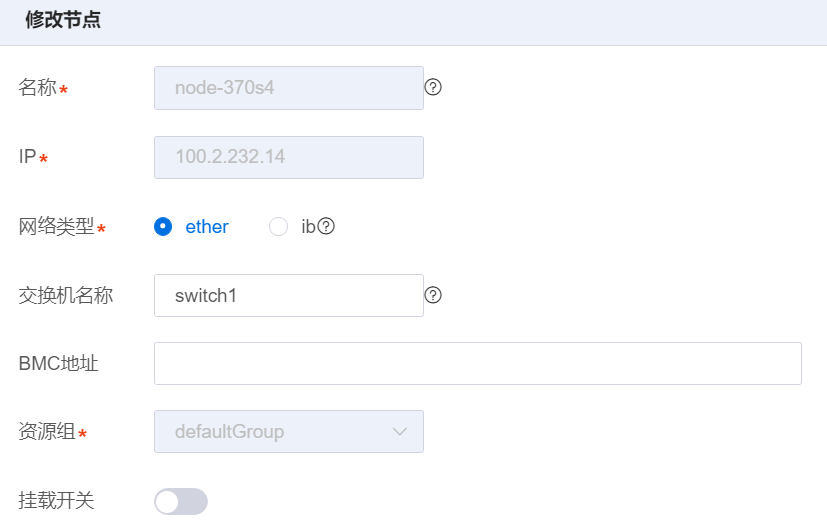 修改节点
名称* node-370s4 ?
IP* 100.2.232.14
网络类型* ether ib ?
交换机名称 switch1 ?
BMC地址
资源组* defaultGroup
挂载开关